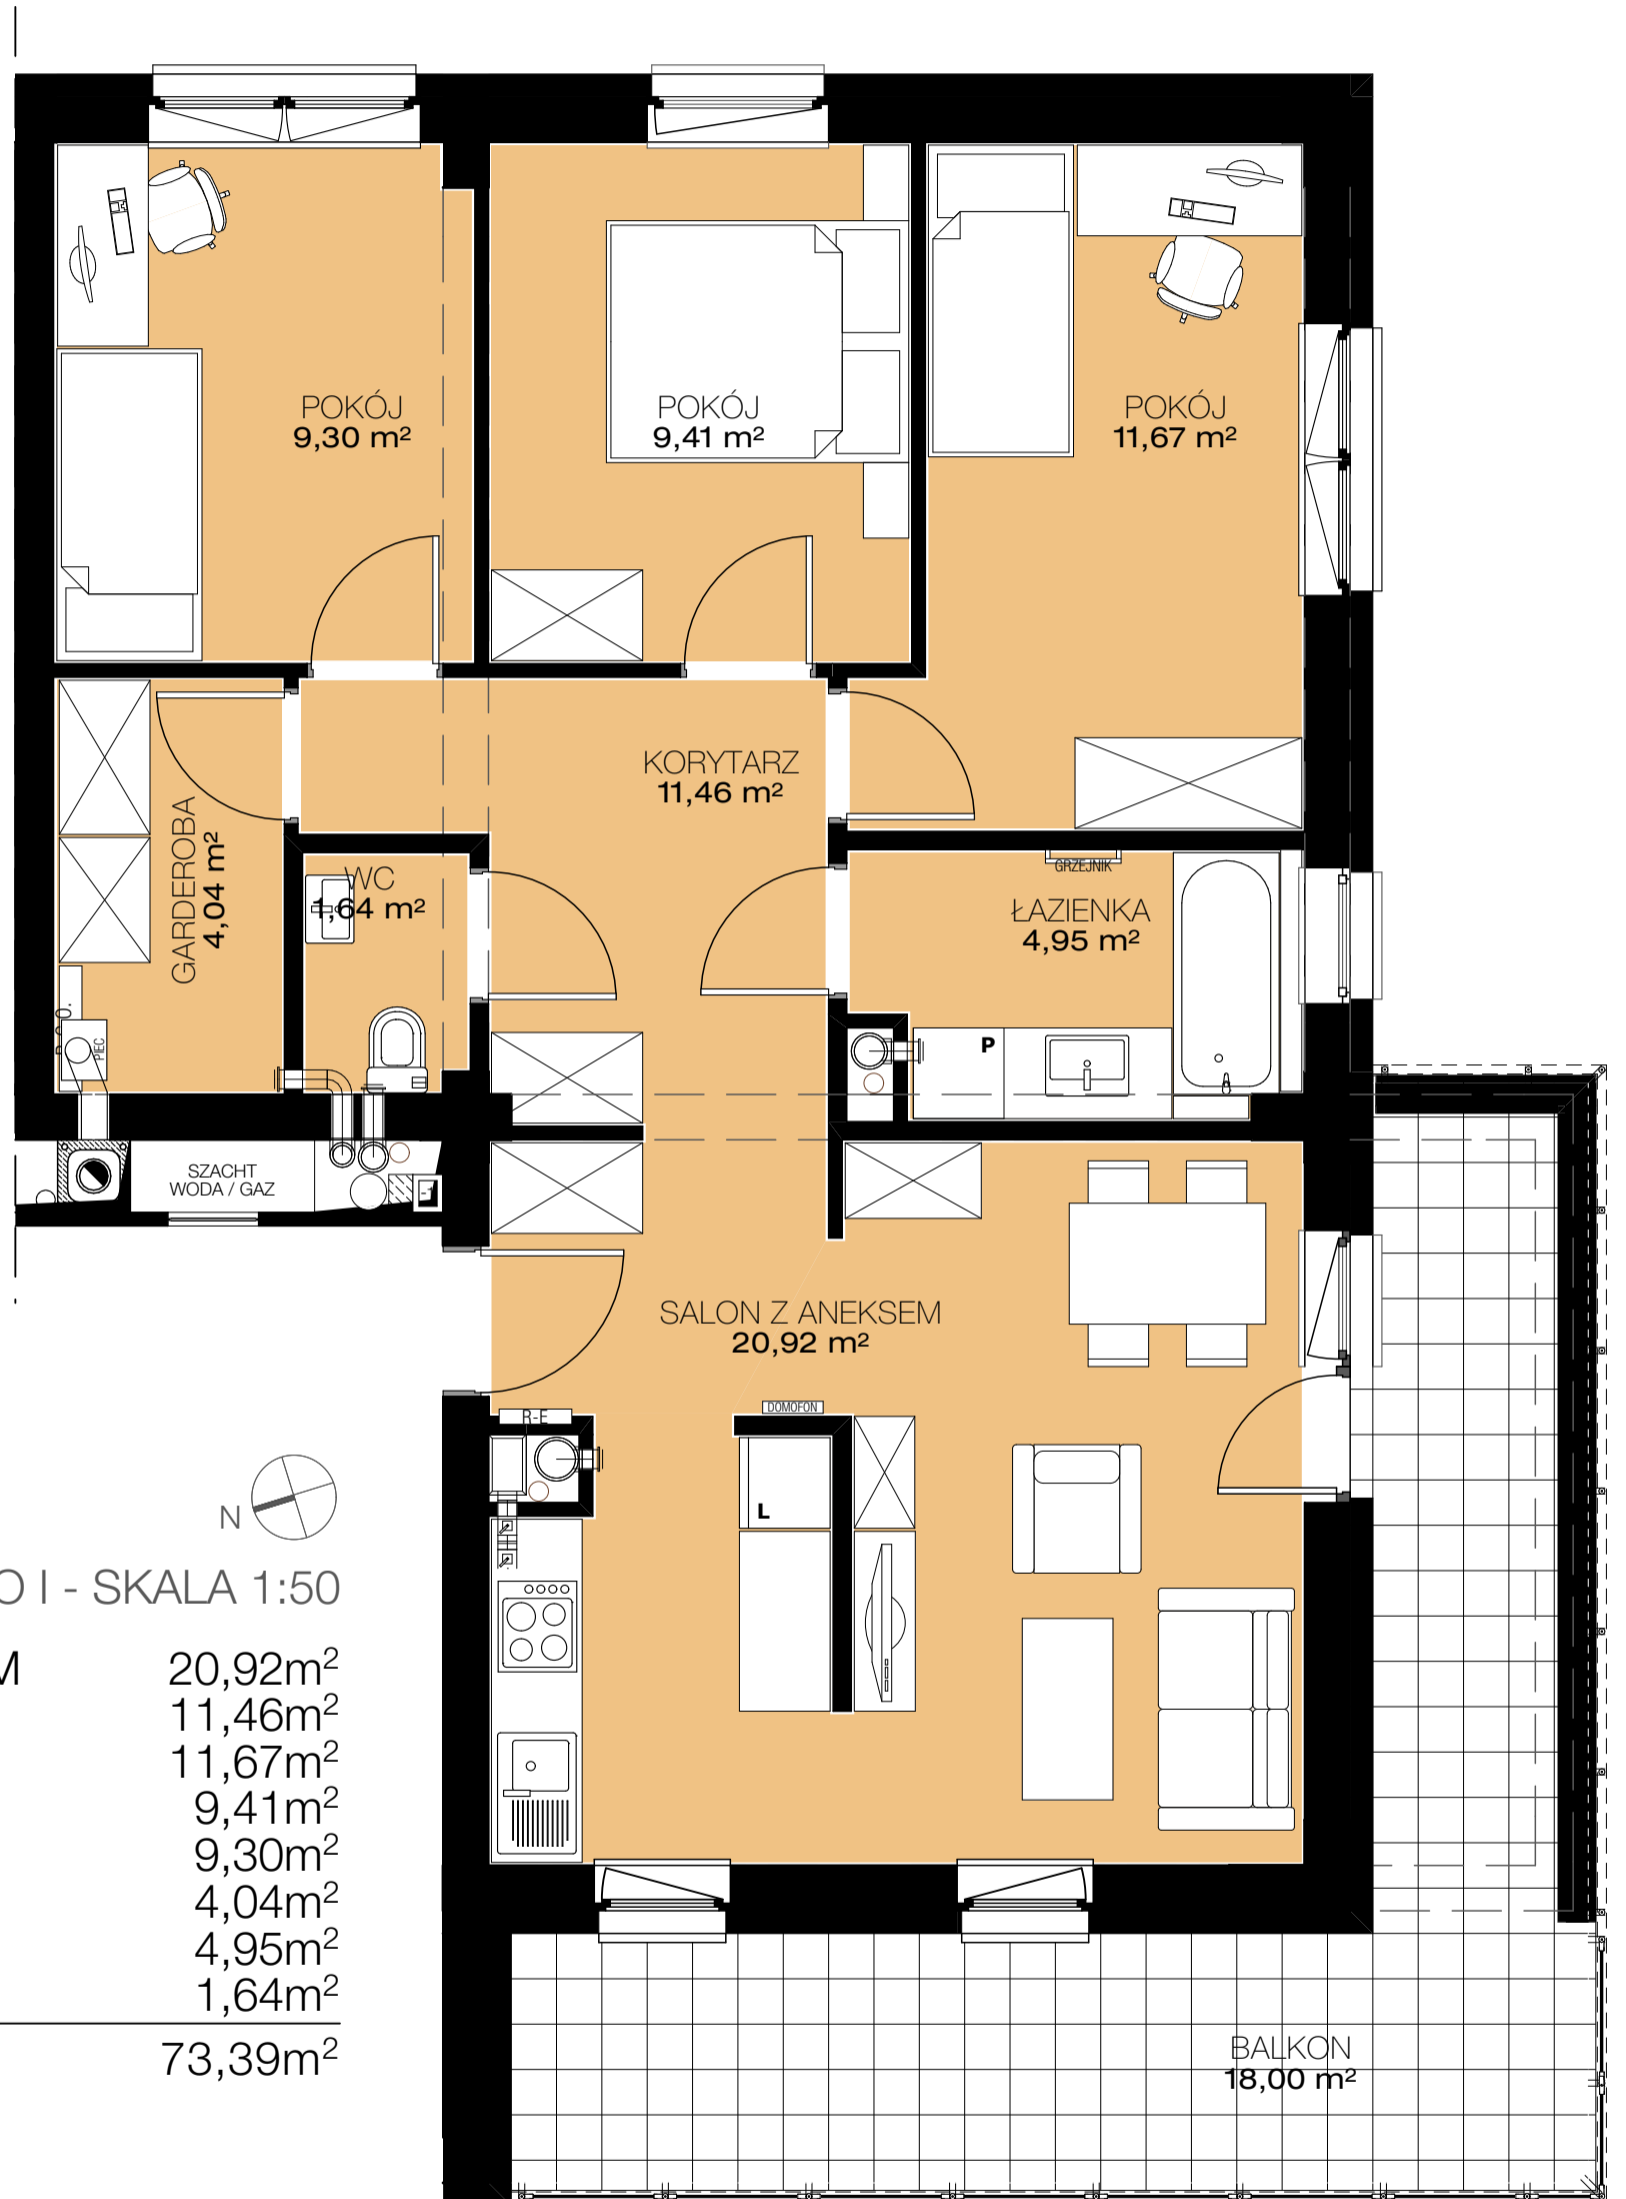 POKÓJ
9,30 m²
POKÓJ
9,41 m²
POKÓJ
11,67 m²
KORYTARZ
11,46 m²
GARDEROBA
4,04 m²
WC
1,64 m²
GRZEJNIK
ŁAZIENKA
4,95 m²
PIEC
P
SZACHT
WODA / GAZ
SALON Z ANEKSEM
20,92 m²
DOMOFON
R-E
L
N
O I - SKALA 1:50
M 20,92m²
11,46m²
11,67m²
9,41m²
9,30m²
4,04m²
4,95m²
1,64m²
73,39m²
BALKON
18,00 m²